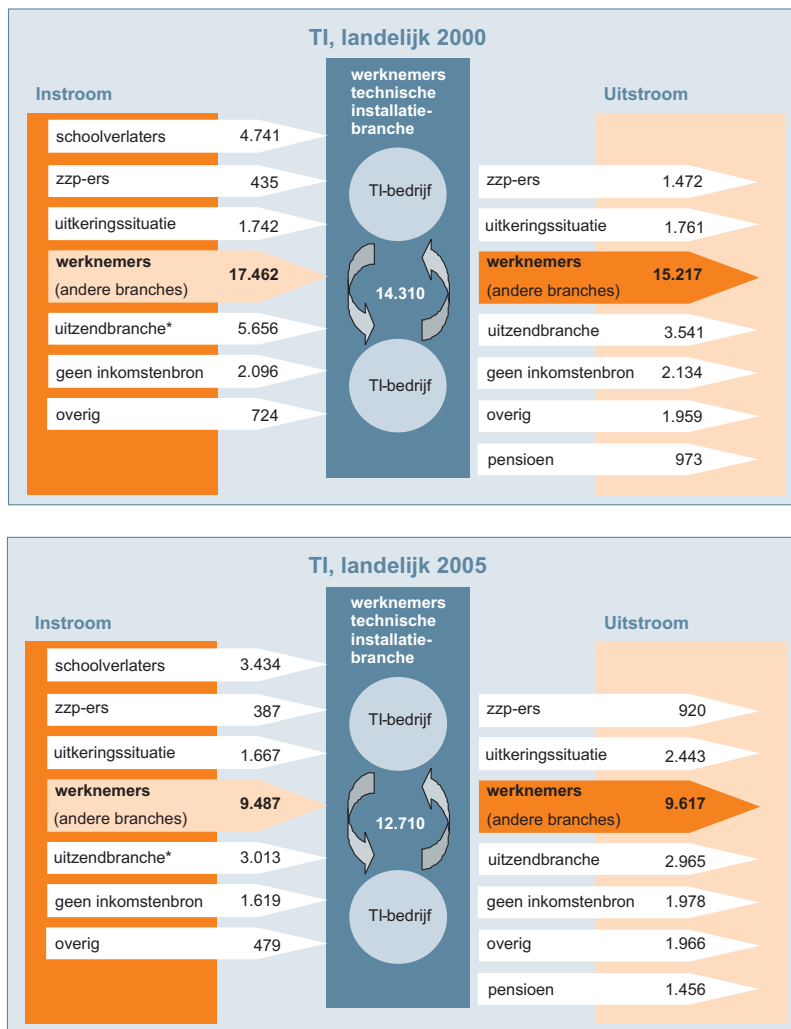 TI, landelijk 2000
Instroom
schoolverlaters 4.741
zzp-ers 435
uitkeringssituatie 1.742
werknemers
(andere branches) 17.462
uitzendbranche* 5.656
geen inkomstenbron 2.096
overig 724
werknemers
technische
installatie-
branche
TI-bedrijf
14.310
TI-bedrijf
Uitstroom
zzp-ers 1.472
uitkeringssituatie 1.761
werknemers
(andere branches) 15.217
uitzendbranche 3.541
geen inkomstenbron 2.134
overig 1.959
pensioen 973
TI, landelijk 2005
Instroom
schoolverlaters 3.434
zzp-ers 387
uitkeringssituatie 1.667
werknemers
(andere branches) 9.487
uitzendbranche* 3.013
geen inkomstenbron 1.619
overig 479
werknemers
technische
installatie-
branche
TI-bedrijf
12.710
TI-bedrijf
Uitstroom
zzp-ers 920
uitkeringssituatie 2.443
werknemers
(andere branches) 9.617
uitzendbranche 2.965
geen inkomstenbron 1.978
overig 1.966
pensioen 1.456